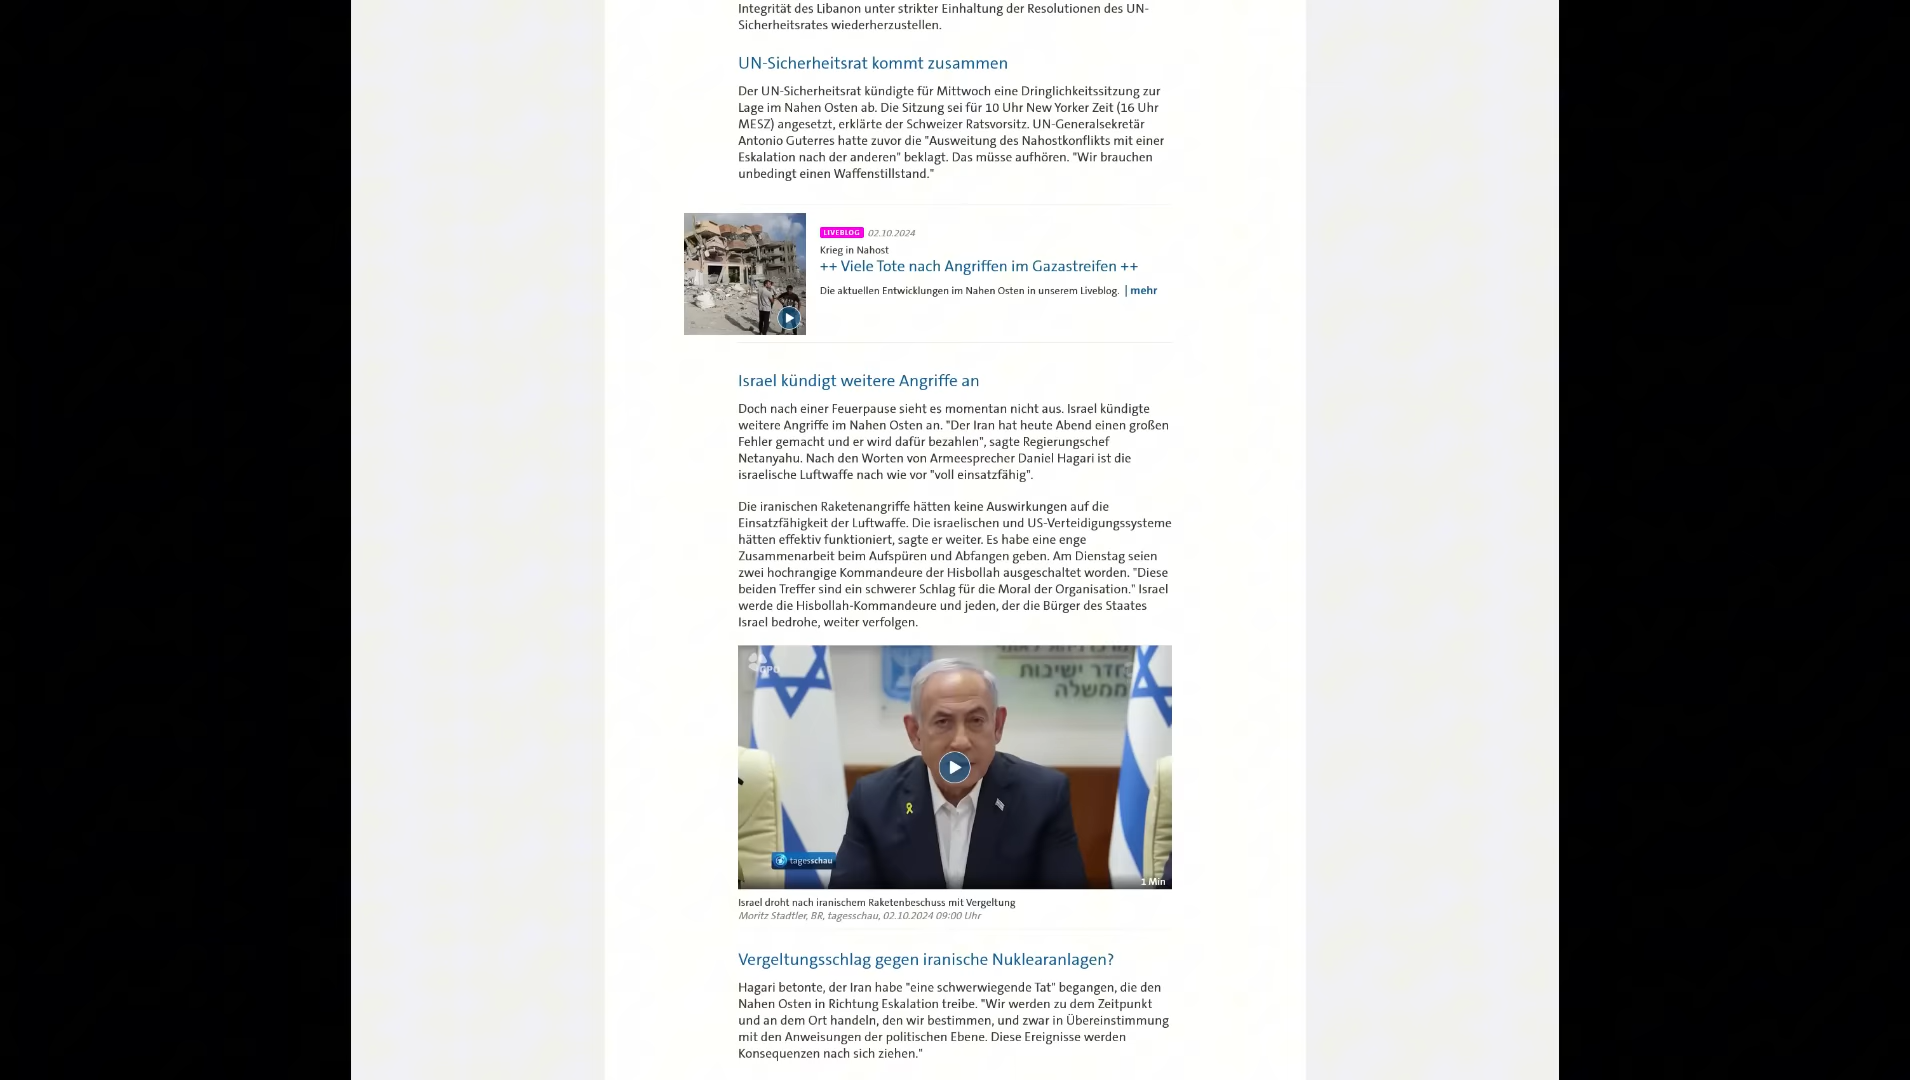 Integrität des Libanon unter strikter Einhaltung der Resolutionen des UN-
Sicherheitsrates wiederherzustellen.
UN-Sicherheitsrat kommt zusammen
Der UN-Sicherheitsrat kündigte für Mittwoch eine Dringlichkeitssitzung zur
Lage im Nahen Osten ab. Die Sitzung sei für 10 Uhr New Yorker Zeit (16 Uhr
MESZ) angesetzt, erklärte der Schweizer Ratsvorsitz. UN-Generalsekretär
Antonio Guterres hatte zuvor die "Ausweitung des Nahostkonflikts mit einer
Eskalation nach der anderen" beklagt. Das müsse aufhören. "Wir brauchen
unbedingt einen Waffenstillstand."
LIVEBLOG 02.10.2024
Krieg in Nahost
++ Viele Tote nach Angriffen im Gazastreifen ++
Die aktuellen Entwicklungen im Nahen Osten in unserem Liveblog. | mehr
Israel kündigt weitere Angriffe an
Doch nach einer Feuerpause sieht es momentan nicht aus. Israel kündigte
weitere Angriffe im Nahen Osten an. "Der Iran hat heute Abend einen großen
Fehler gemacht und er wird dafür bezahlen", sagte Regierungschef
Netanyahu. Nach den Worten von Armeesprecher Daniel Hagari ist die
israelische Luftwaffe nach wie vor "voll einsatzfähig".
Die iranischen Raketenangriffe hätten keine Auswirkungen auf die
Einsatzfähigkeit der Luftwaffe. Die israelischen und US-Verteidigungssysteme
hätten effektiv funktioniert, sagte er weiter. Es habe eine enge
Zusammenarbeit beim Aufspüren und Abfangen geben. Am Dienstag seien
zwei hochrangige Kommandeure der Hisbollah ausgeschaltet worden. "Diese
beiden Treffer sind ein schwerer Schlag für die Moral der Organisation." Israel
werde die Hisbollah-Kommandeure und jeden, der die Bürger des Staates
Israel bedrohe, weiter verfolgen.
GPO
חדר ישיבות
ממשלה
tagesschau
1 Min
Israel droht nach iranischem Raketenbeschuss mit Vergeltung
Moritz Stadtler, BR, tagesschau, 02.10.2024 09:00 Uhr
Vergeltungsschlag gegen iranische Nuklearanlagen?
Hagari betonte, der Iran habe "eine schwerwiegende Tat" begangen, die den
Nahen Osten in Richtung Eskalation treibe. "Wir werden zu dem Zeitpunkt
und an dem Ort handeln, den wir bestimmen, und zwar in Übereinstimmung
mit den Anweisungen der politischen Ebene. Diese Ereignisse werden
Konsequenzen nach sich ziehen."